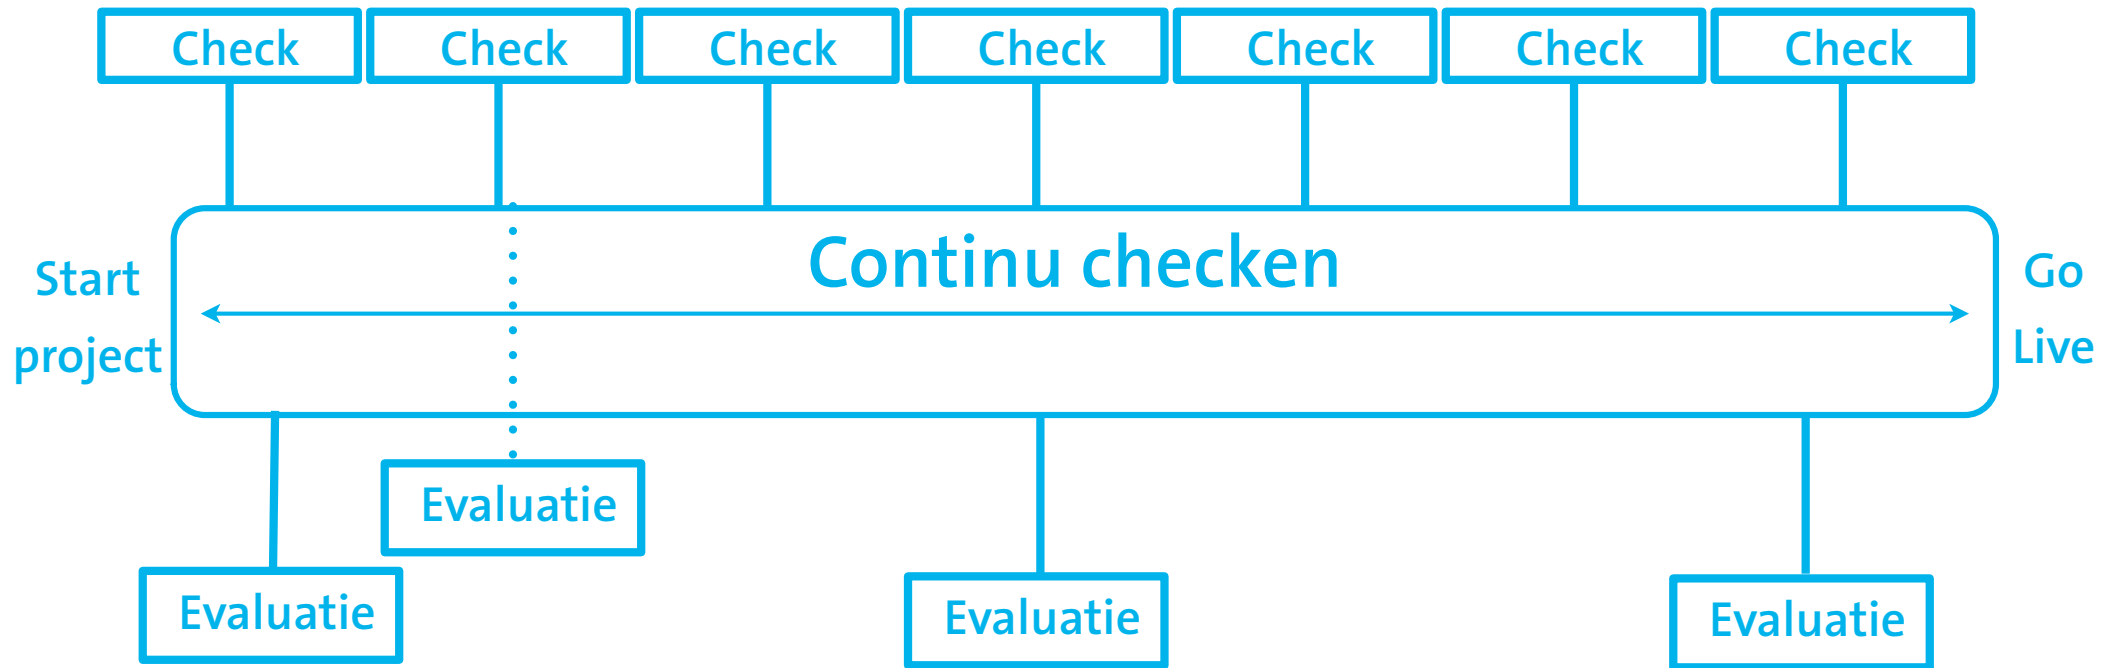 Check Check Check Check Check Check Check
Continu checken
Start
project
Go
Live
Evaluatie
Evaluatie Evaluatie Evaluatie